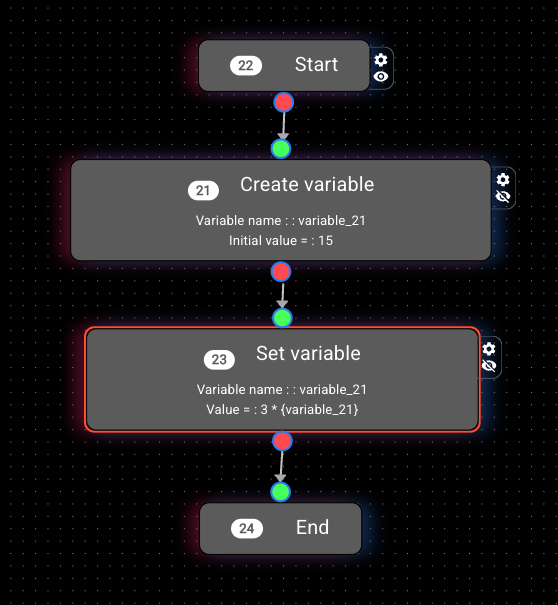 22 Start
21 Create variable
Variable name : : variable_21
Initial value = : 15
23 Set variable
Variable name : : variable_21
Value = : 3 * {variable_21}
24 End